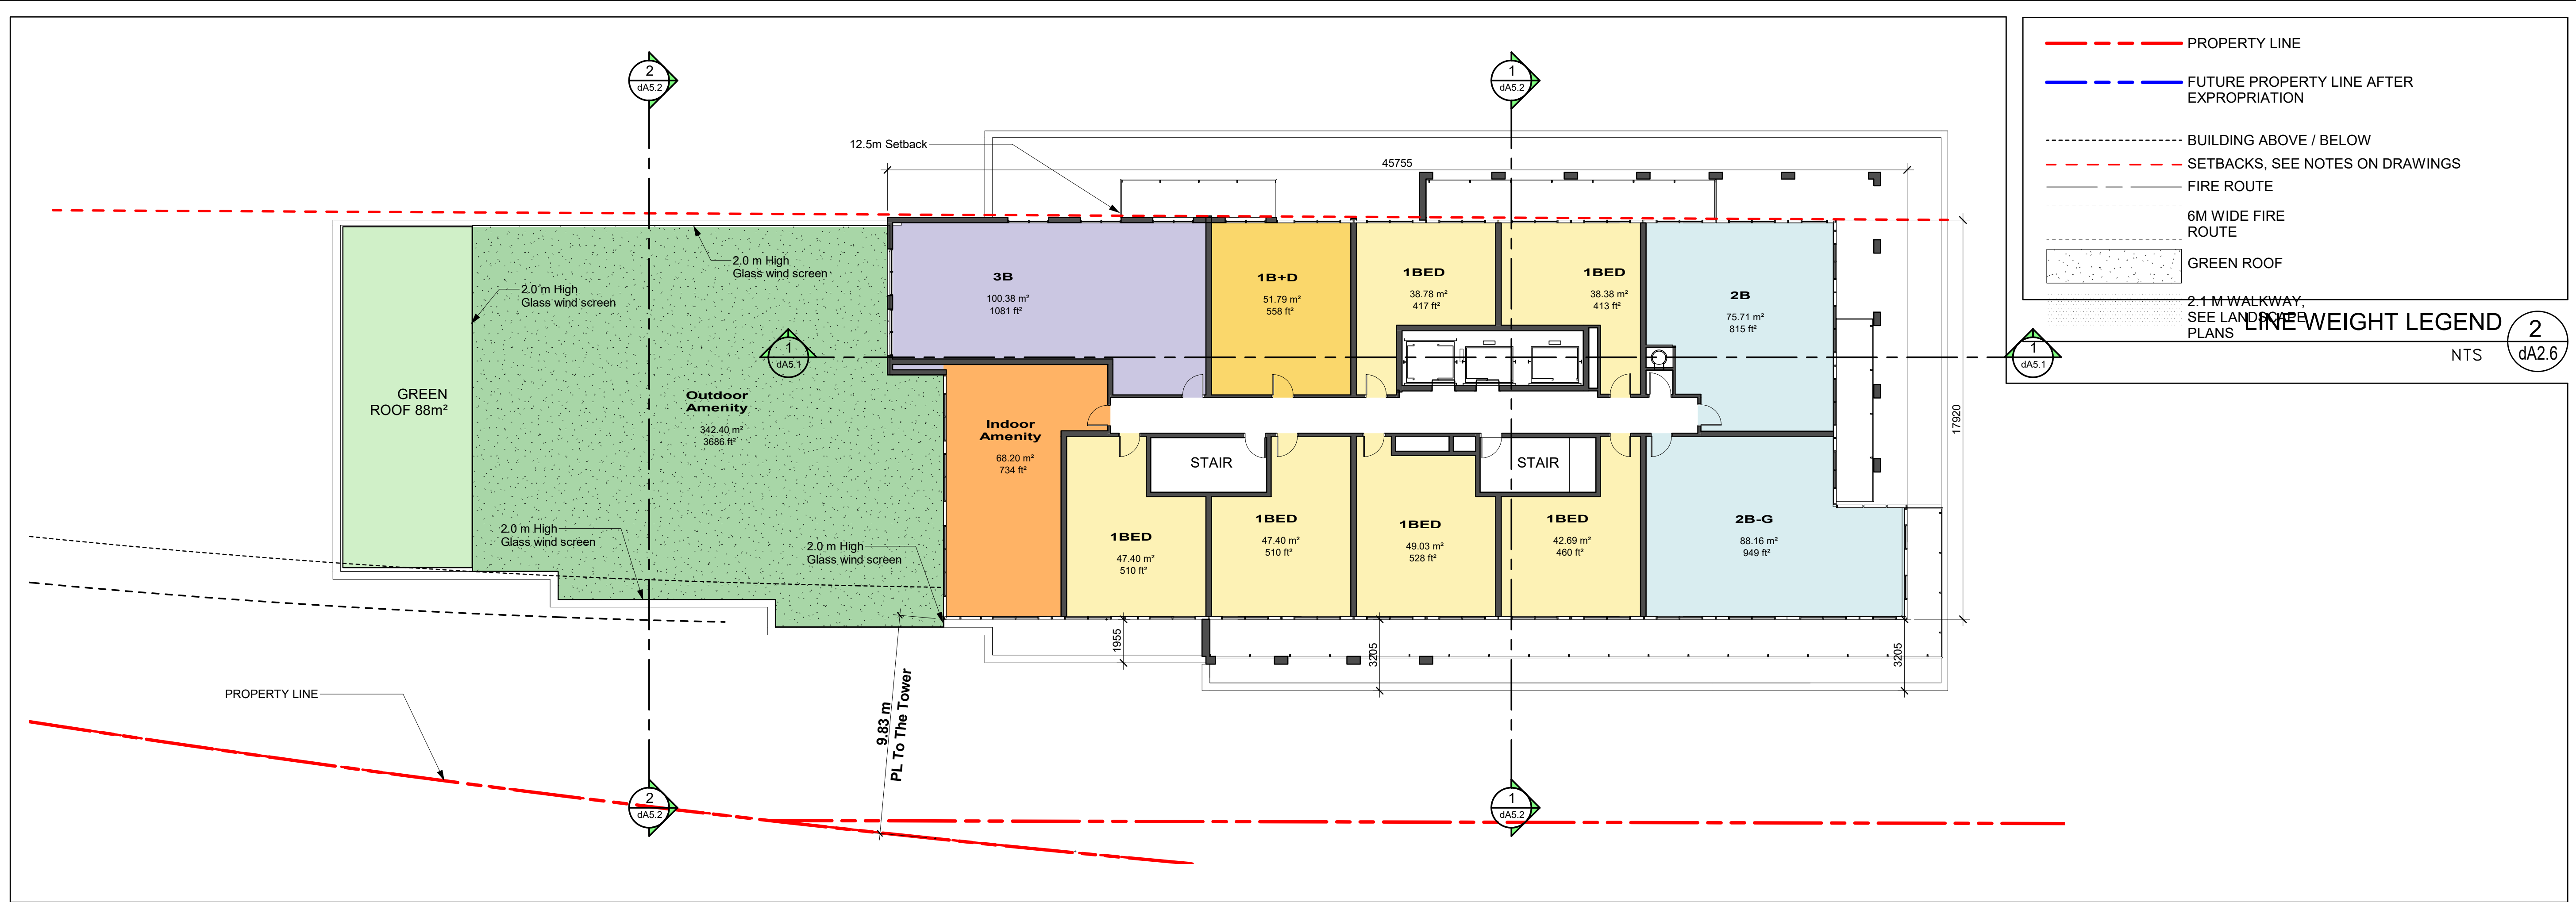 2
dA5.2
1
dA5.2
12.5m Setback
45755
2.0 m High
Glass wind screen
2.0 m High
Glass wind screen
3B
100.38 m²
1081 ft²
1B+D
51.79 m²
558 ft²
1BED
38.78 m²
417 ft²
1BED
38.38 m²
413 ft²
2B
75.71 m²
815 ft²
1
dA5.1
1
dA5.1
GREEN
ROOF 88m²
Outdoor
Amenity
342.40 m²
3686 ft²
Indoor
Amenity
68.20 m²
734 ft²
17920
STAIR
STAIR
2.0 m High
Glass wind screen
2.0 m High
Glass wind screen
1BED
47.40 m²
510 ft²
1BED
47.40 m²
510 ft²
1BED
49.03 m²
528 ft²
1BED
42.69 m²
460 ft²
2B-G
88.16 m²
949 ft²
1955
3205
3205
9.83 m
PL To The Tower
PROPERTY LINE
2
dA5.2
1
dA5.2
PROPERTY LINE
FUTURE PROPERTY LINE AFTER
EXPROPRIATION
BUILDING ABOVE / BELOW
SETBACKS, SEE NOTES ON DRAWINGS
FIRE ROUTE
6M WIDE FIRE
ROUTE
GREEN ROOF
2.1 M WALKWAY,
SEE LANDSCAPE
PLANS
LINE WEIGHT LEGEND
NTS
2
dA2.6